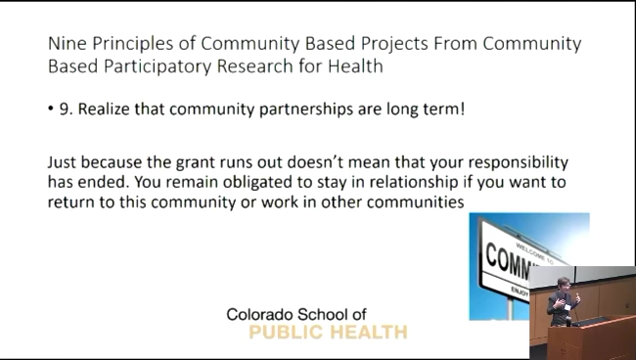 Nine Principles of Community Based Projects From Community
Based Participatory Research for Health
• 9. Realize that community partnerships are long term!
Just because the grant runs out doesn't mean that your responsibility
has ended. You remain obligated to stay in relationship if you want to
return to this community or work in other communities
WELCOME TO
COMM
ENJOY
Colorado School of
PUBLIC HEALTH